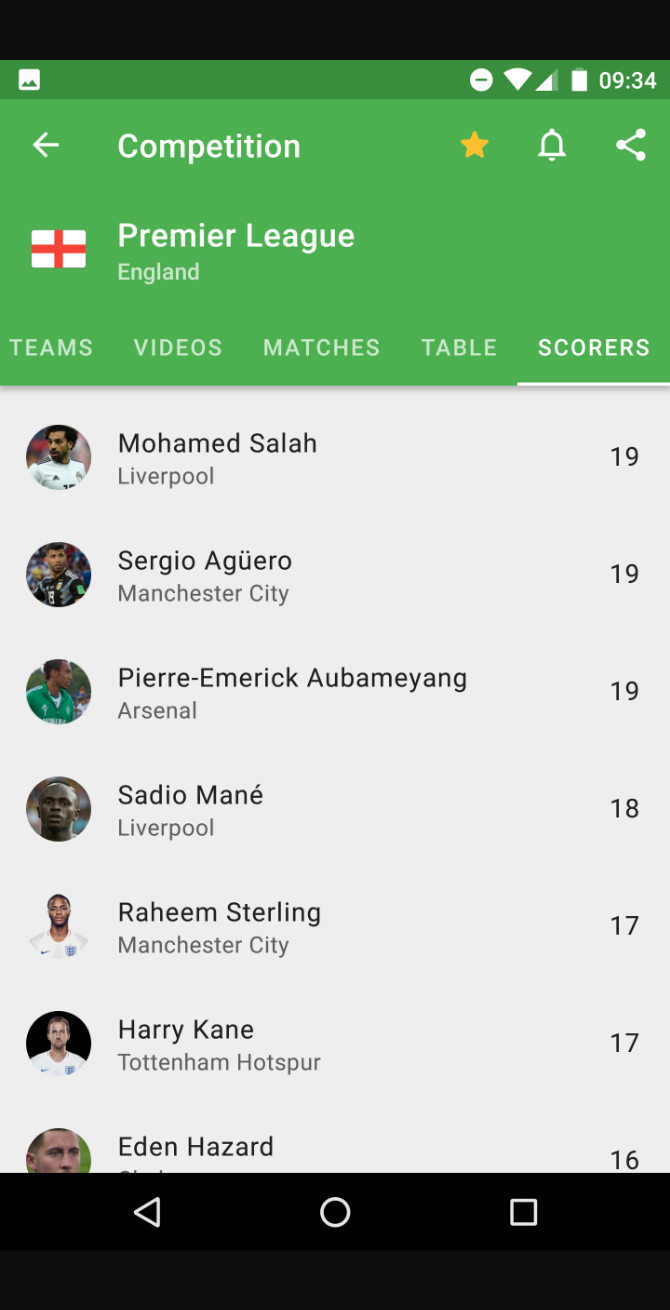 09:34
Competition
Premier League
England
TEAMS VIDEOS MATCHES TABLE SCORERS
Mohamed Salah
Liverpool
19
Sergio Agüero
Manchester City
19
Pierre-Emerick Aubameyang
Arsenal
19
Sadio Mané
Liverpool
18
Raheem Sterling
Manchester City
17
Harry Kane
Tottenham Hotspur
17
Eden Hazard
16